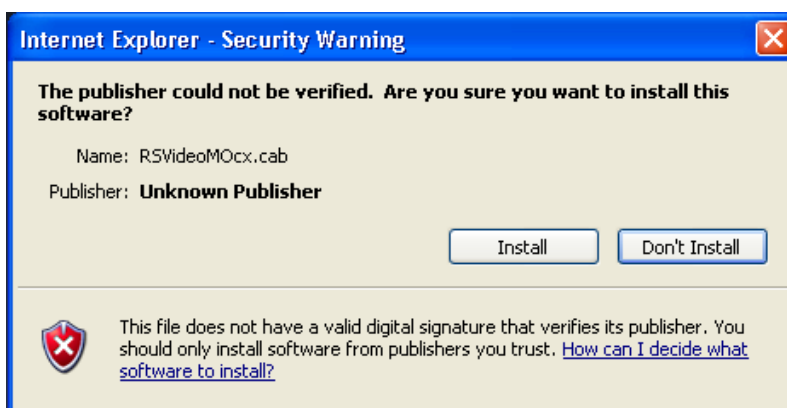 Internet Explorer - Security Warning
The publisher could not be verified.  Are you sure you want to install this
software?
Name: RSVideoMOcx.cab
Publisher: Unknown Publisher
Install
Don't Install
This file does not have a valid digital signature that verifies its publisher. You
should only install software from publishers you trust. How can I decide what
software to install?